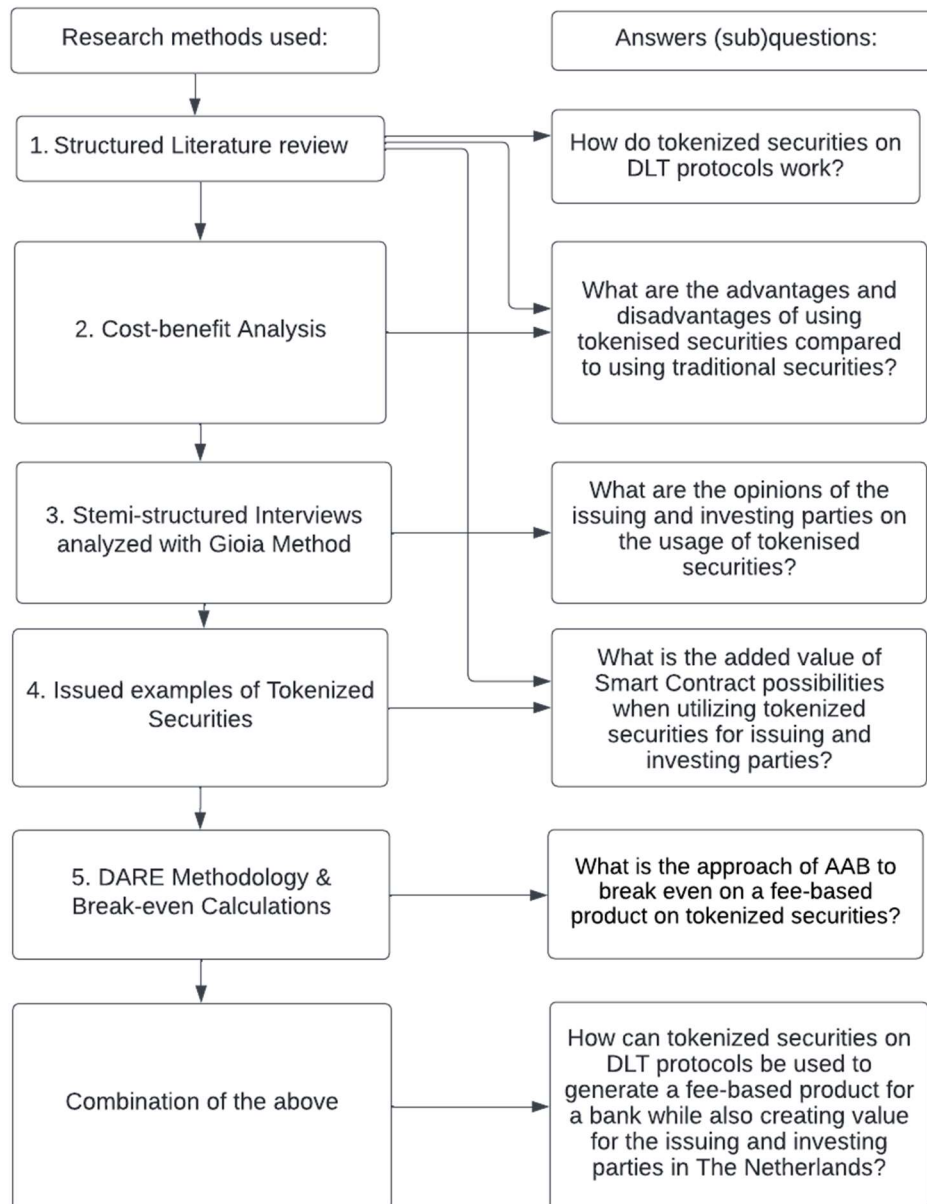 Research methods used:
Answers (sub)questions:
1. Structured Literature review
How do tokenized securities on
DLT protocols work?
2. Cost-benefit Analysis
What are the advantages and
disadvantages of using
tokenised securities compared
to using traditional securities?
3. Stemi-structured Interviews
analyzed with Gioia Method
What are the opinions of the
issuing and investing parties on
the usage of tokenised
securities?
4. Issued examples of Tokenized
Securities
What is the added value of
Smart Contract possibilities
when utilizing tokenized
securities for issuing and
investing parties?
5. DARE Methodology &
Break-even Calculations
What is the approach of AAB to
break even on a fee-based
product on tokenized securities?
Combination of the above
How can tokenized securities on
DLT protocols be used to
generate a fee-based product for
a bank while also creating value
for the issuing and investing
parties in The Netherlands?